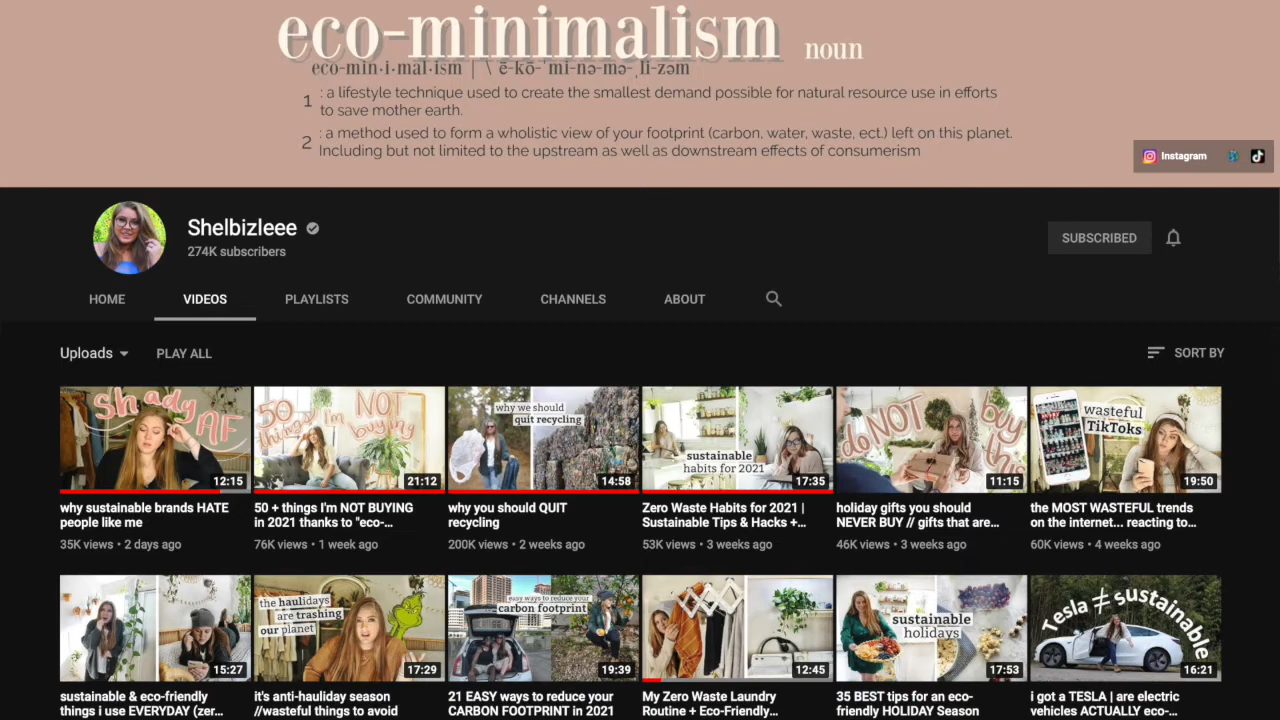 eco-minimalism noun
eco-min·i·mal·ism | \ ē-kō-ˈmi-nə-mə-ˌli-zəm
1 : a lifestyle technique used to create the smallest demand possible for natural resource use in efforts
to save mother earth.
2 : a method used to form a wholistic view of your footprint (carbon, water, waste, ect.) left on this planet.
Including but not limited to the upstream as well as downstream effects of consumerism
Instagram
Shelbizleee
274K subscribers
SUBSCRIBED
HOME VIDEOS PLAYLISTS COMMUNITY CHANNELS ABOUT
Uploads PLAY ALL SORT BY
shady AF
12:15
50 things I'm NOT buying
21:12
why we should
quit recycling
14:58
sustainable
habits for 2021
17:35
do NOT buy this
11:15
wasteful
TikToks
19:50
why sustainable brands HATE
people like me
35K views • 2 days ago
50 + things I'm NOT BUYING
in 2021 thanks to "eco-...
76K views • 1 week ago
why you should QUIT
recycling
200K views • 2 weeks ago
Zero Waste Habits for 2021 |
Sustainable Tips & Hacks +...
53K views • 3 weeks ago
holiday gifts you should
NEVER BUY // gifts that are...
46K views • 3 weeks ago
the MOST WASTEFUL trends
on the internet... reacting to...
60K views • 4 weeks ago
15:27
the haulidays
are trashing
our planet
17:29
easy ways to reduce your
carbon footprint
19:39
12:45
sustainable
holidays
17:53
Tesla ≠ sustainable
16:21
sustainable & eco-friendly
things i use EVERYDAY (zer...
it's anti-hauliday season
//wasteful things to avoid
21 EASY ways to reduce your
CARBON FOOTPRINT in 2021
My Zero Waste Laundry
Routine + Eco-Friendly...
35 BEST tips for an eco-
friendly HOLIDAY Season
i got a TESLA | are electric
vehicles ACTUALLY eco-...